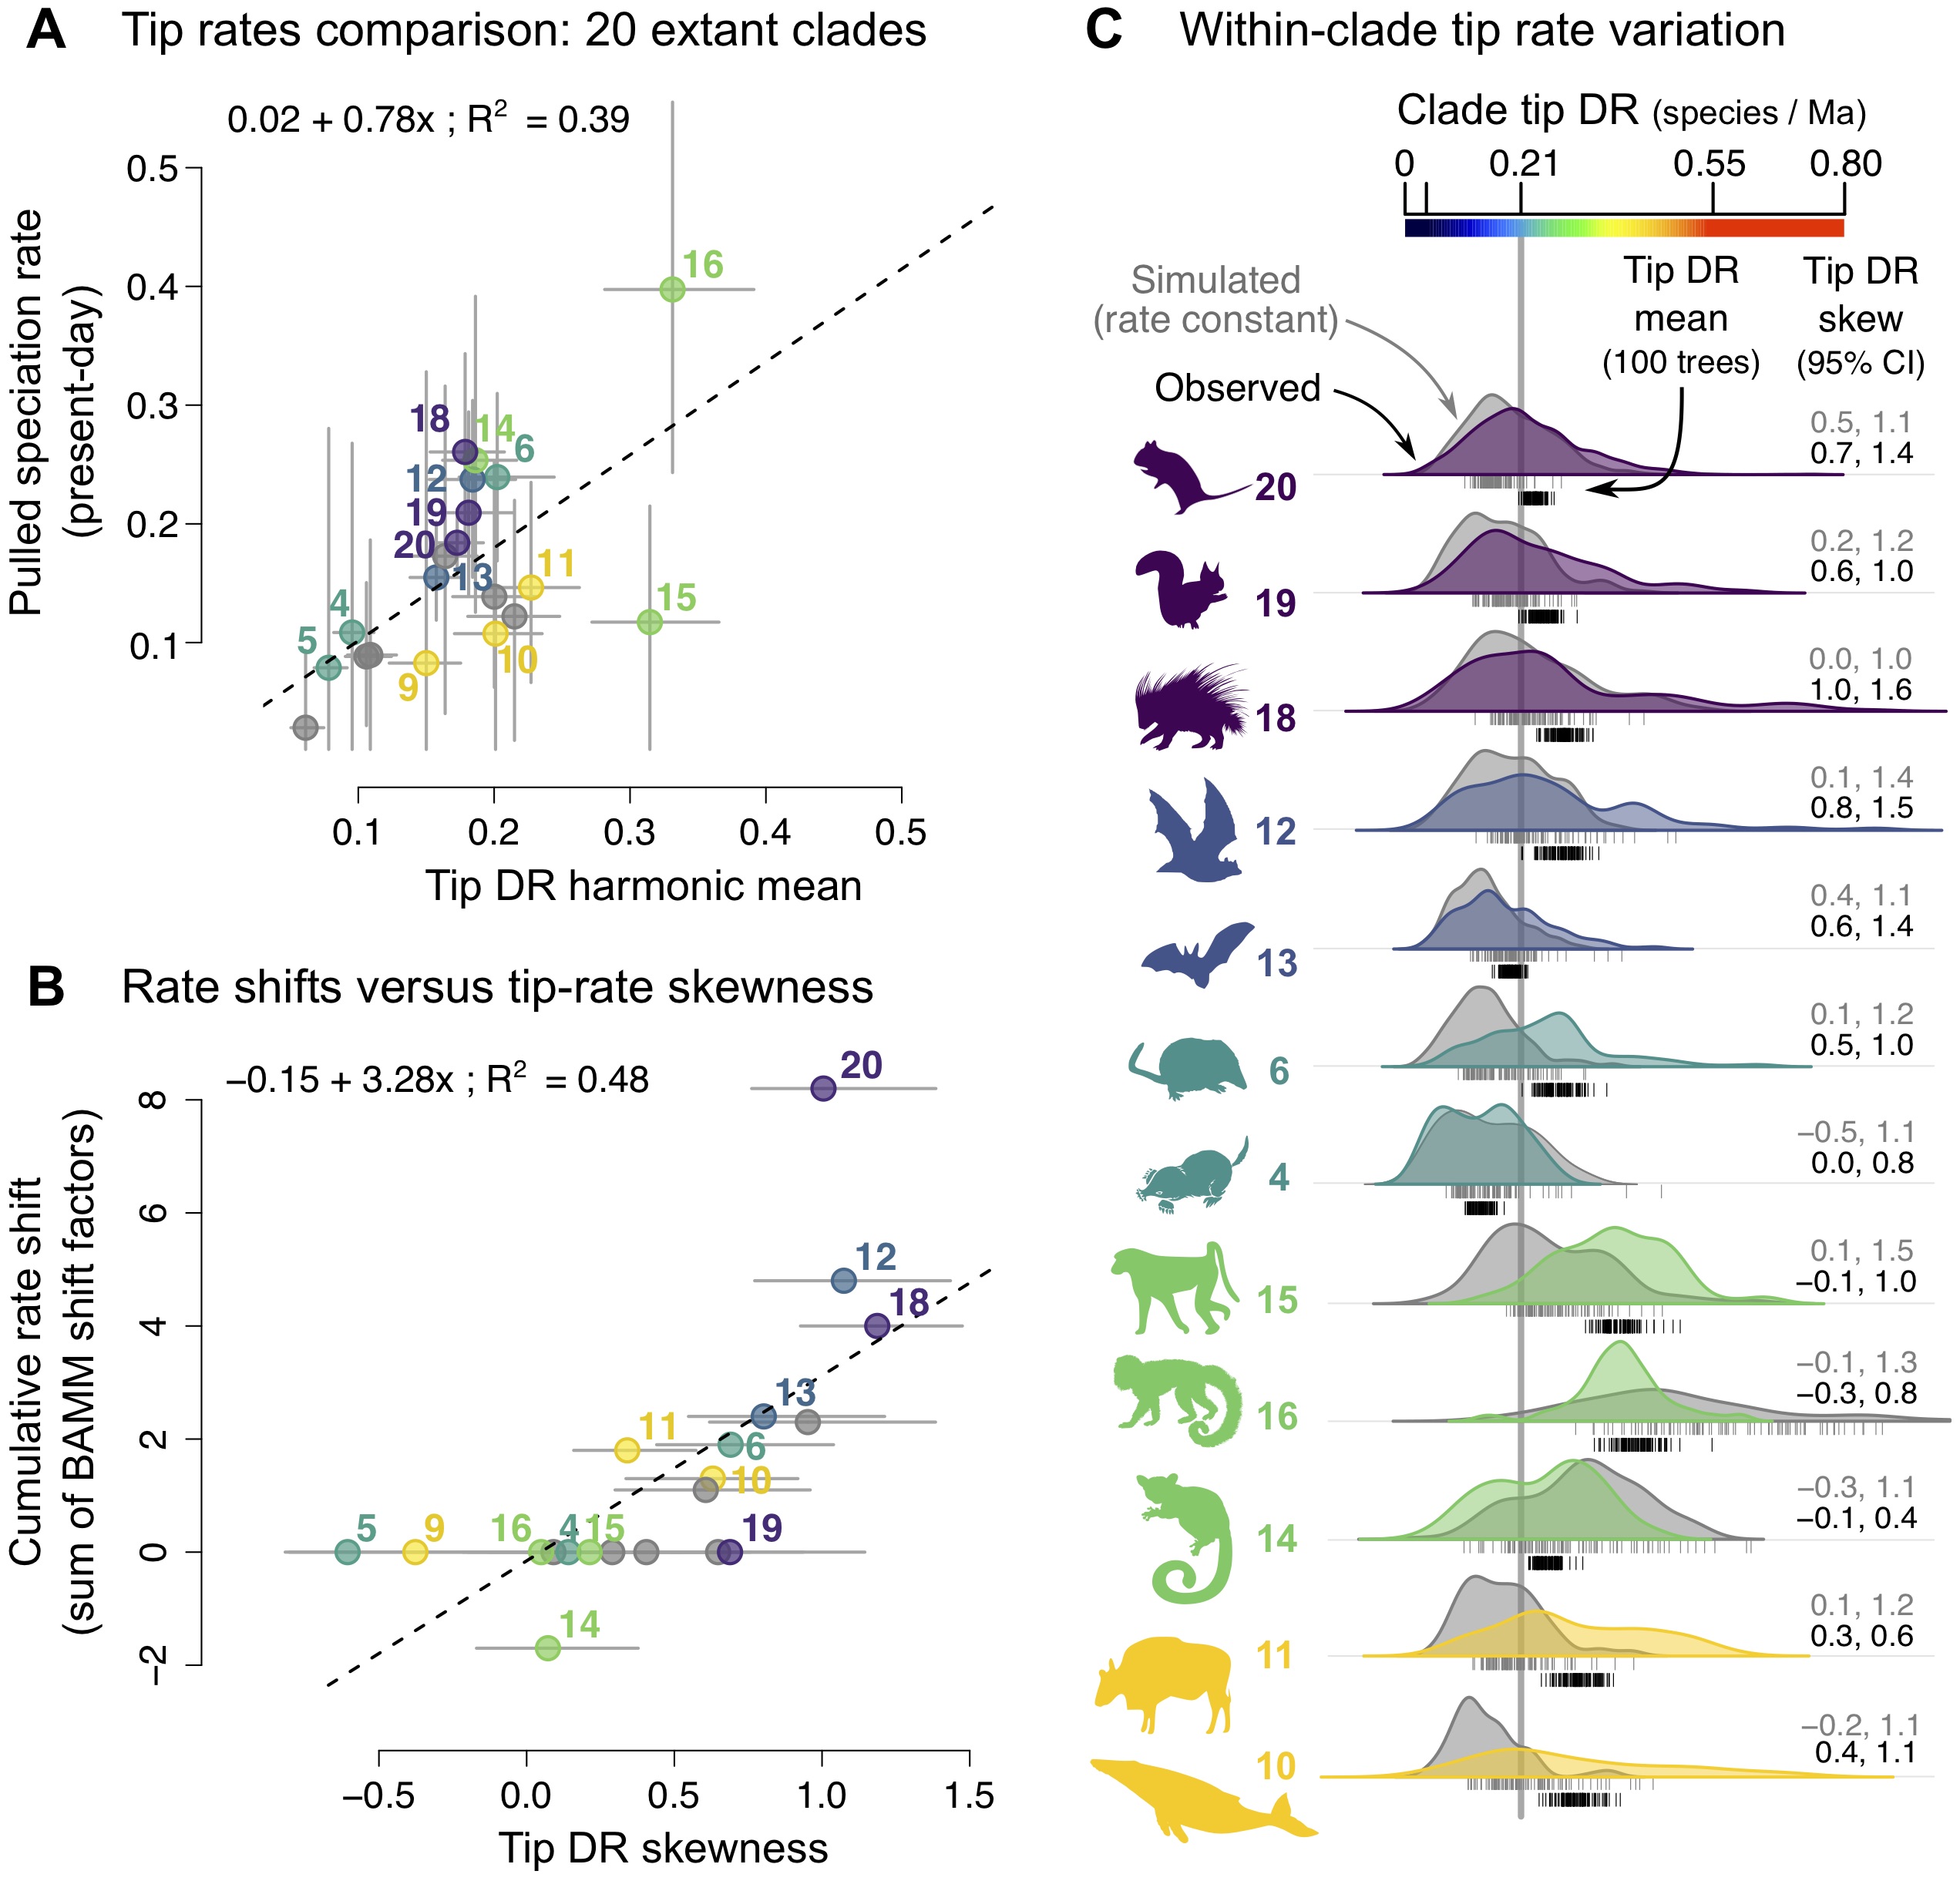 A Tip rates comparison: 20 extant clades
0.02 + 0.78x ; R² = 0.39
Pulled speciation rate
(present-day)
0.5
0.4
0.3
0.2
0.1
16
18
14
6
12
19
20
13
11
15
4
5
10
9
0.1 0.2 0.3 0.4 0.5
Tip DR harmonic mean
B Rate shifts versus tip-rate skewness
−0.15 + 3.28x ; R² = 0.48
Cumulative rate shift
(sum of BAMM shift factors)
8
6
4
2
0
−2
20
12
18
13
11
6
10
5 9 16 4 15 19
14
−0.5 0.0 0.5 1.0 1.5
Tip DR skewness
C Within-clade tip rate variation
Clade tip DR (species / Ma)
0 0.21 0.55 0.80
Simulated
(rate constant)
Observed
Tip DR
mean
(100 trees)
Tip DR
skew
(95% CI)
20
0.5, 1.1
0.7, 1.4
19
0.2, 1.2
0.6, 1.0
18
0.0, 1.0
1.0, 1.6
12
0.1, 1.4
0.8, 1.5
13
0.4, 1.1
0.6, 1.4
6
0.1, 1.2
0.5, 1.0
4
−0.5, 1.1
0.0, 0.8
15
0.1, 1.5
−0.1, 1.0
16
−0.1, 1.3
−0.3, 0.8
14
−0.3, 1.1
−0.1, 0.4
11
0.1, 1.2
0.3, 0.6
10
−0.2, 1.1
0.4, 1.1